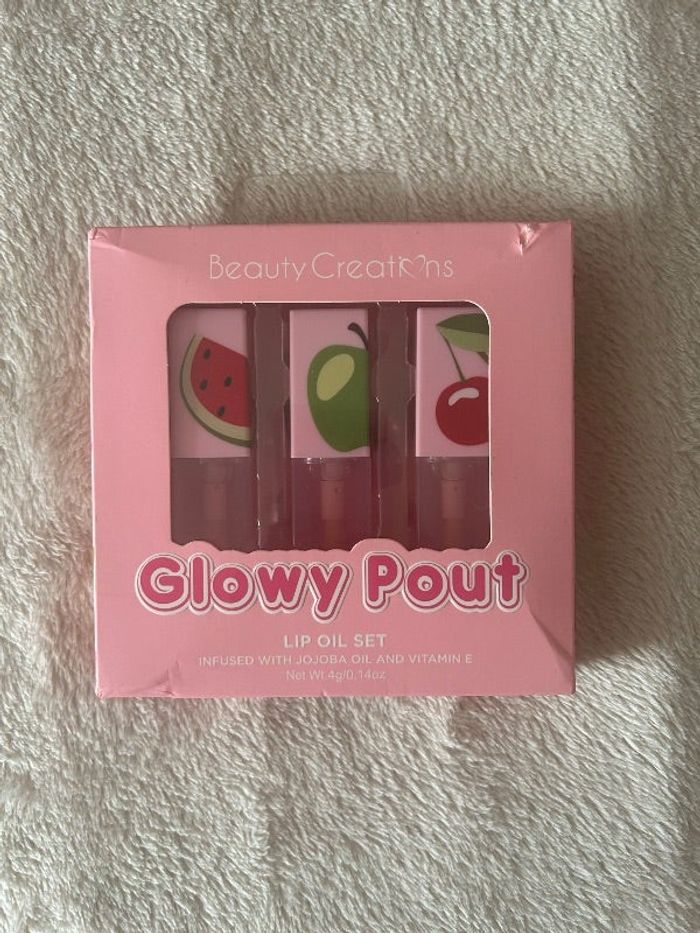 Beauty Creations
Glowy Pout
LIP OIL SET
INFUSED WITH JOJOBA OIL AND VITAMIN E
Net Wt.4g/0.14oz